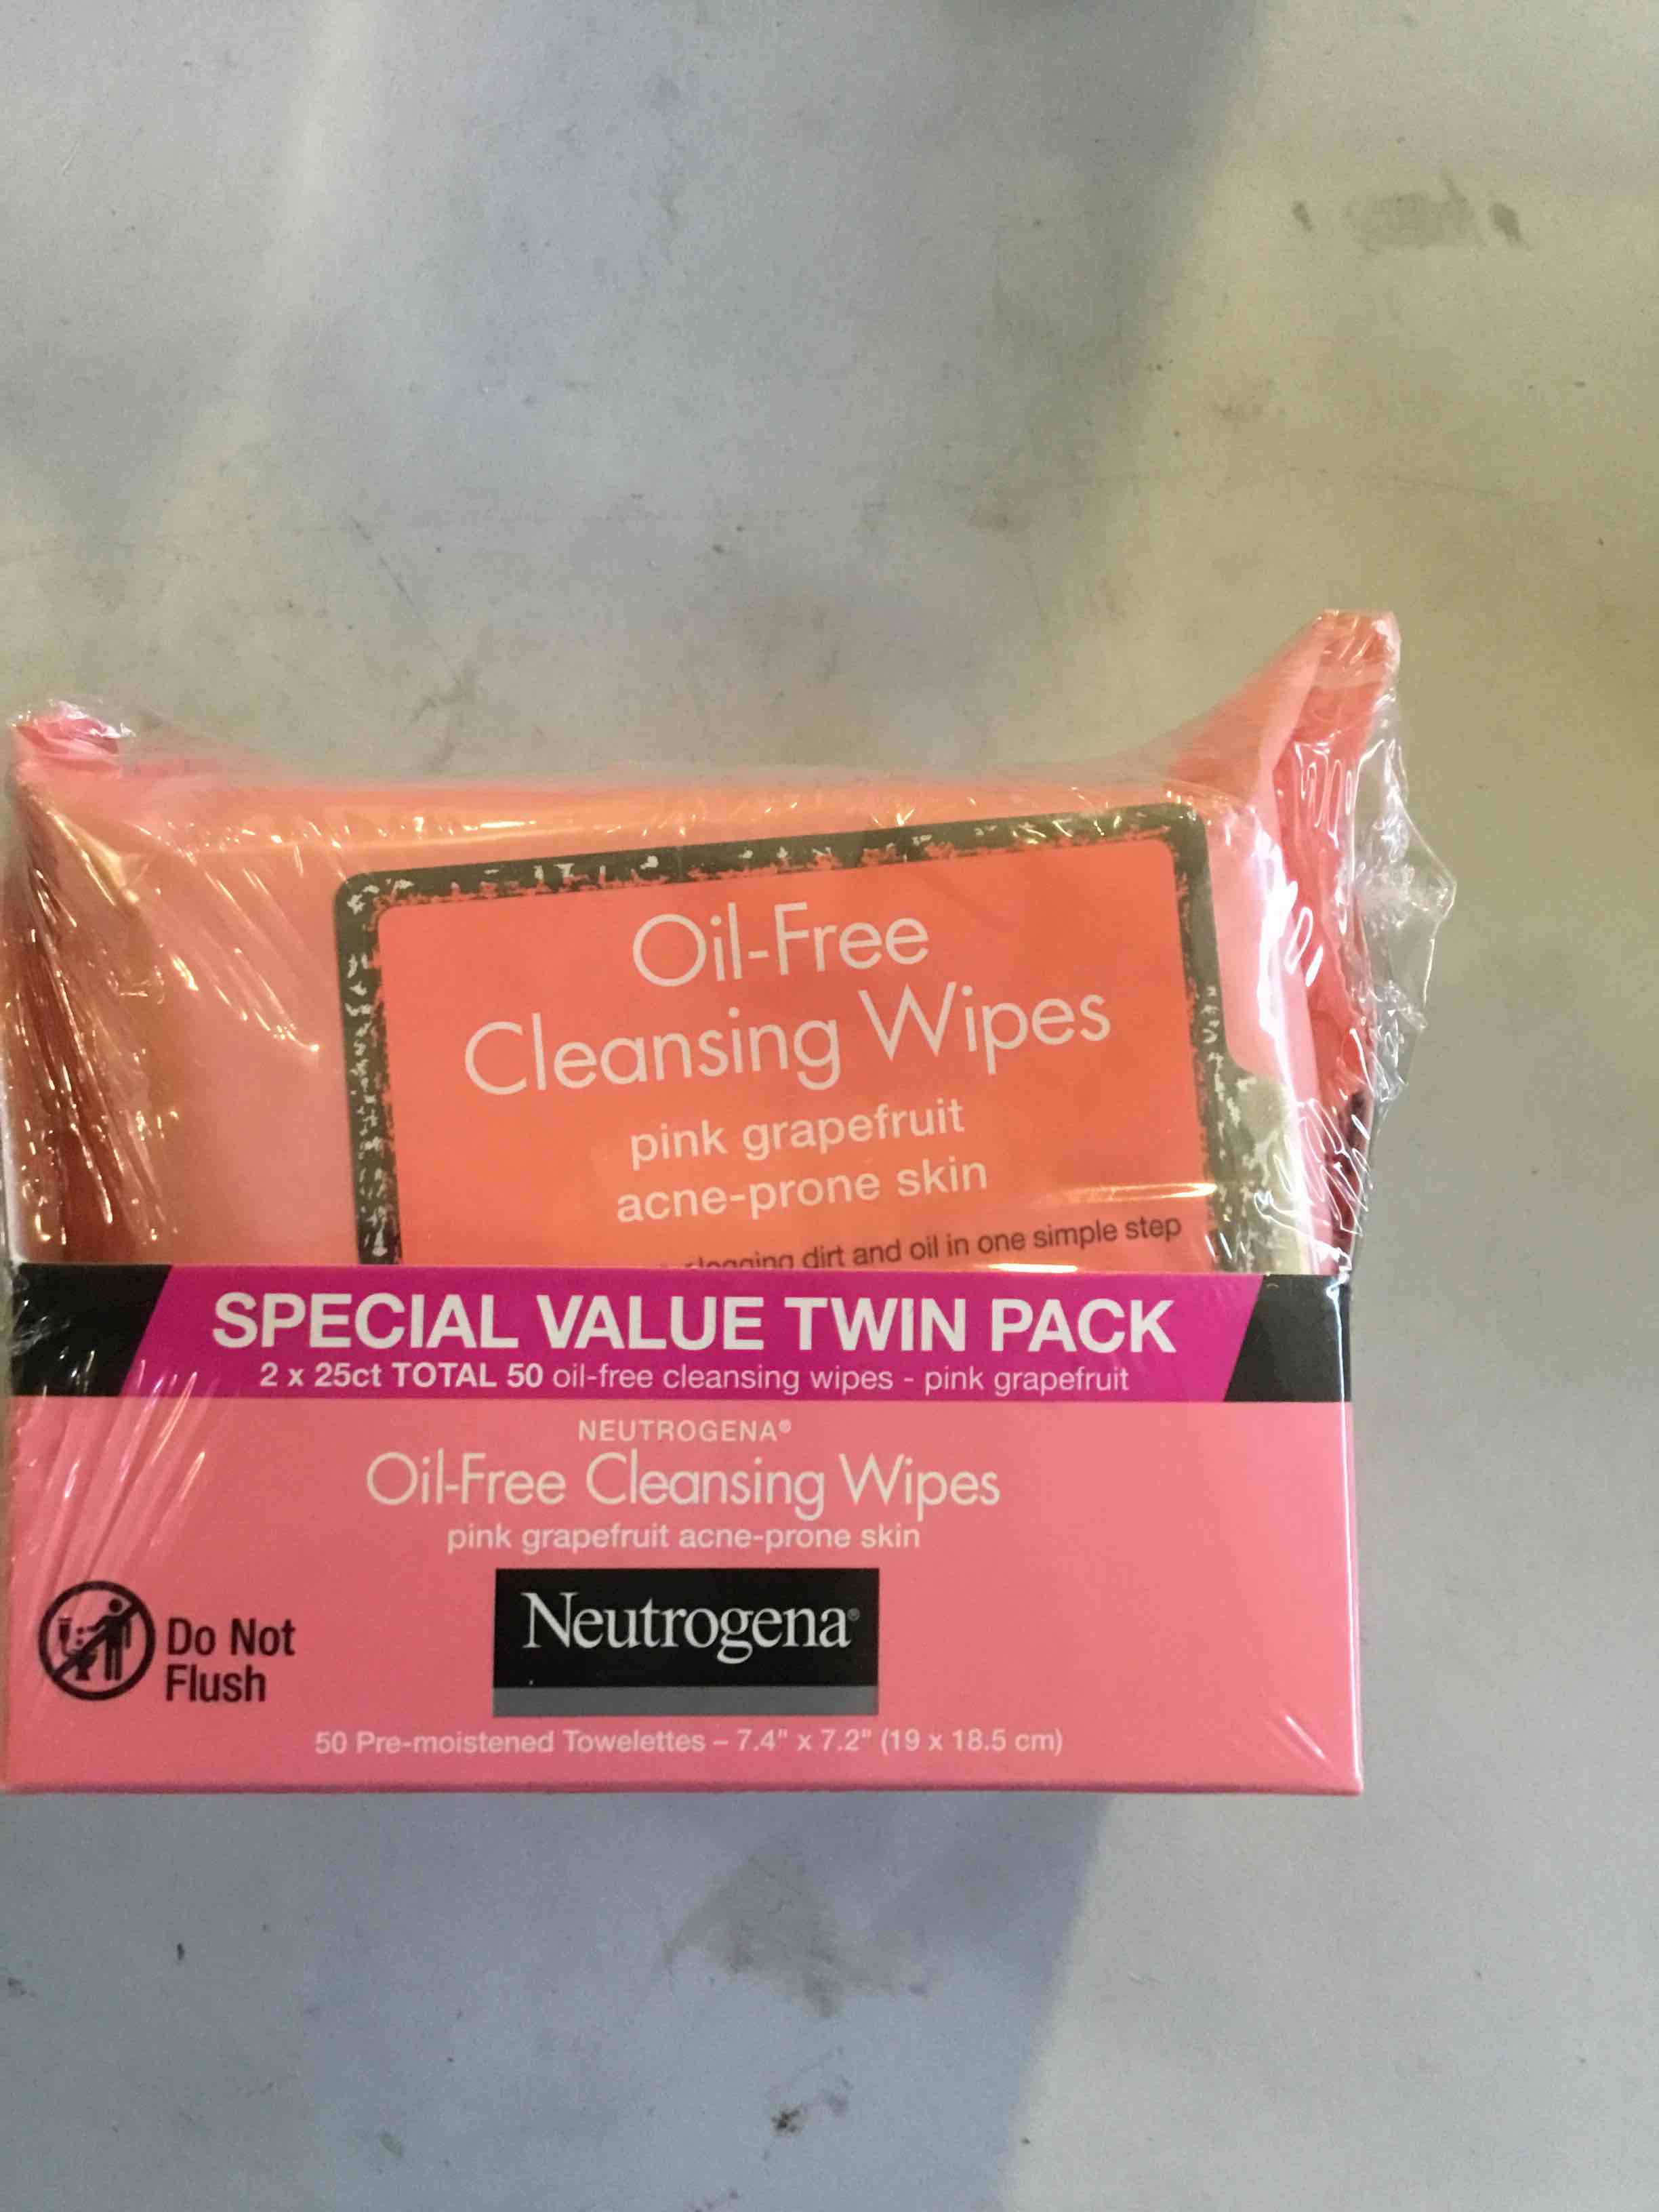 Oil-Free
Cleansing Wipes
pink grapefruit
acne-prone skin
dirt and oil in one simple step
SPECIAL VALUE TWIN PACK
2 x 25ct TOTAL 50 oil-free cleansing wipes - pink grapefruit
NEUTROGENA®
Oil-Free Cleansing Wipes
pink grapefruit acne-prone skin
Do Not
Flush
Neutrogena®
50 Pre-moistened Towelettes – 7.4" x 7.2" (19 x 18.5 cm)